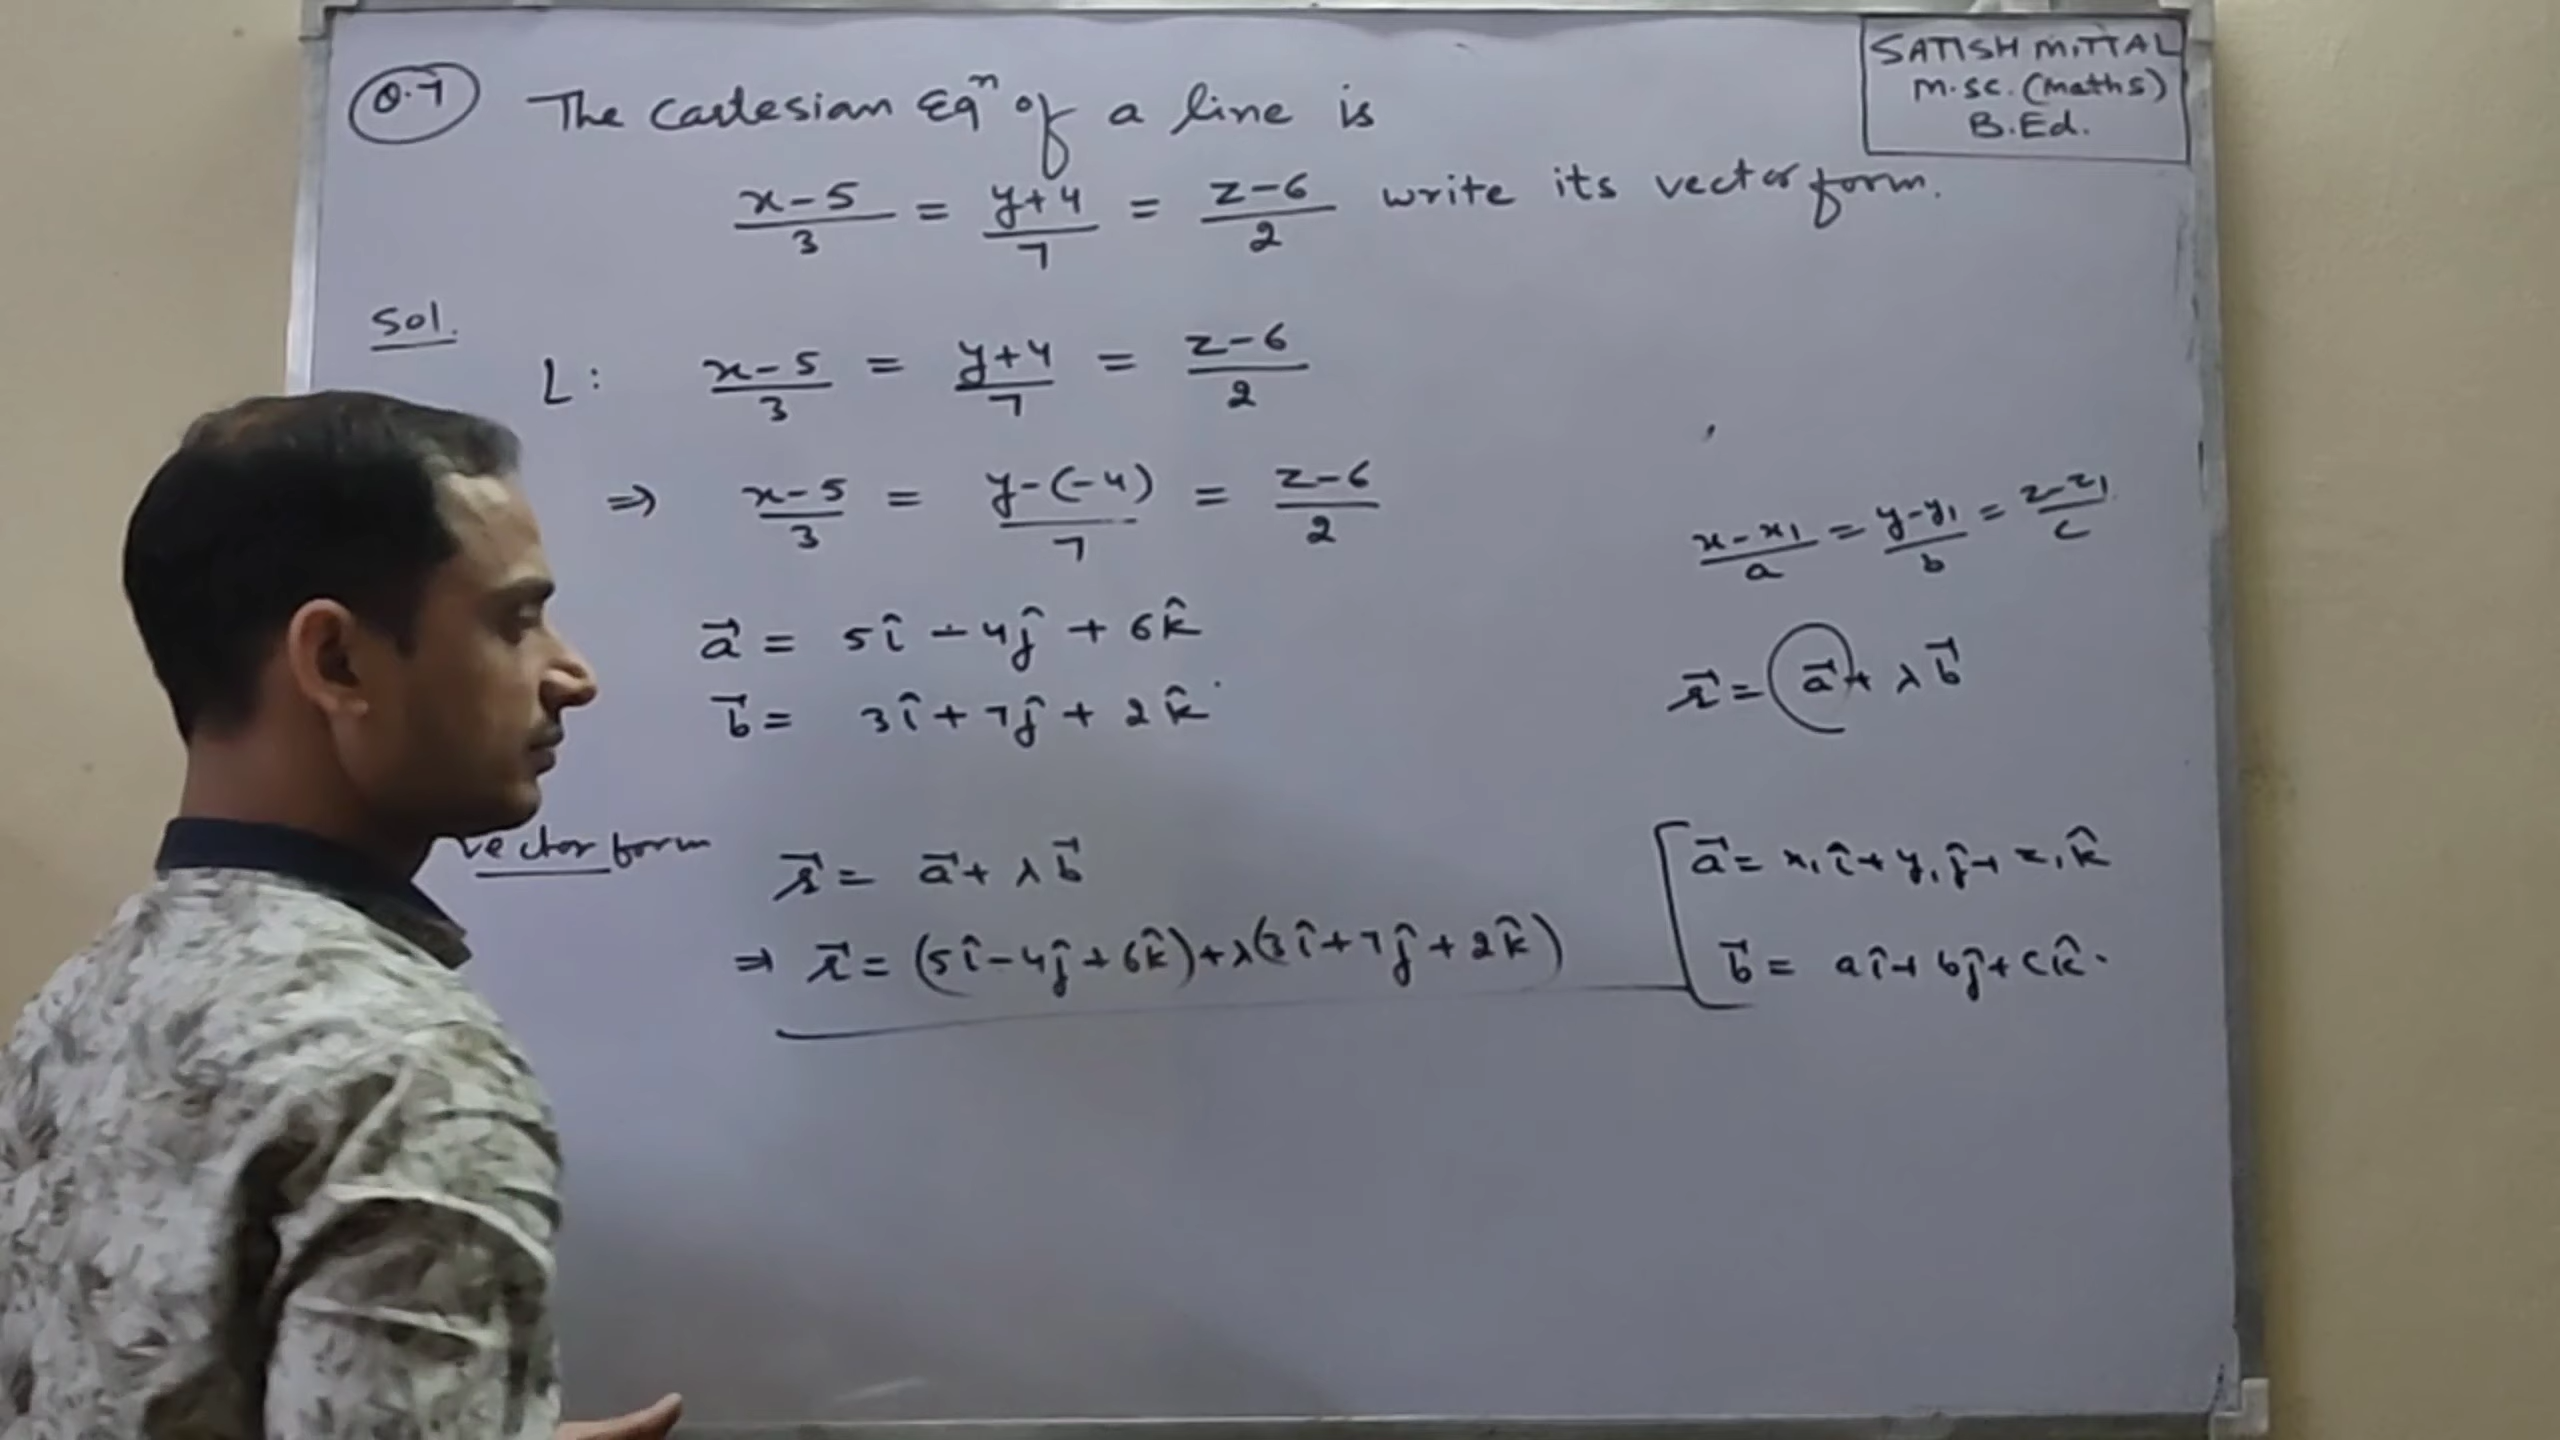 Q.7 The Cartesian Eqⁿ of a line is
SATISH MITTAL
M.SC. (Maths)
B.Ed.
x-5/3 = y+4/7 = z-6/2 write its vector form.
Sol.
L: x-5/3 = y+4/7 = z-6/2
⇒ x-5/3 = y-(-4)/7 = z-6/2
a⃗ = 5î - 4ĵ + 6k̂
b⃗ = 3î + 7ĵ + 2k̂
vector form r⃗ = a⃗ + λb⃗
⇒ r⃗ = (5î-4ĵ+6k̂)+λ(3î+7ĵ+2k̂)
x-x₁/a = y-y₁/b = z-z₁/c
r⃗ = a⃗ + λb⃗
a⃗ = x₁î + y₁ĵ + z₁k̂
b⃗ = aî + bĵ + ck̂.